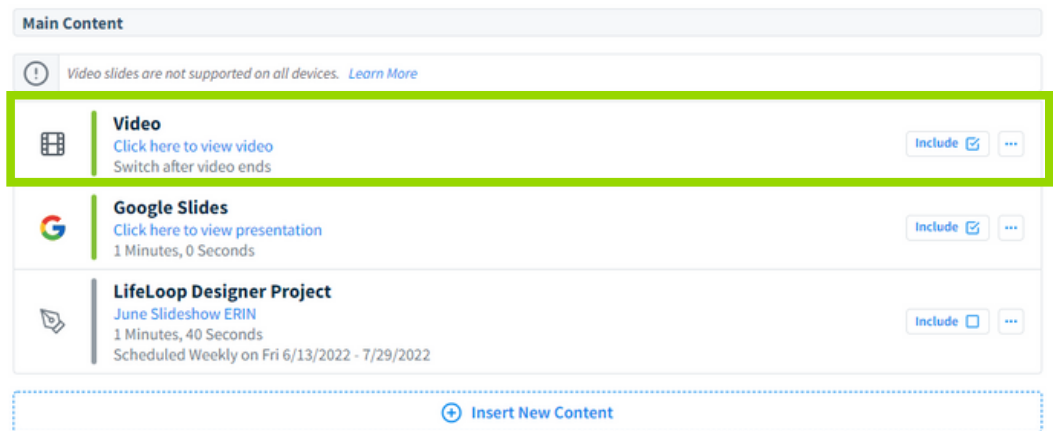 Main Content
Video slides are not supported on all devices. Learn More
Video
Click here to view video
Switch after video ends
Include
Google Slides
Click here to view presentation
1 Minutes, 0 Seconds
Include
LifeLoop Designer Project
June Slideshow ERIN
1 Minutes, 40 Seconds
Scheduled Weekly on Fri 6/13/2022 - 7/29/2022
Include
Insert New Content